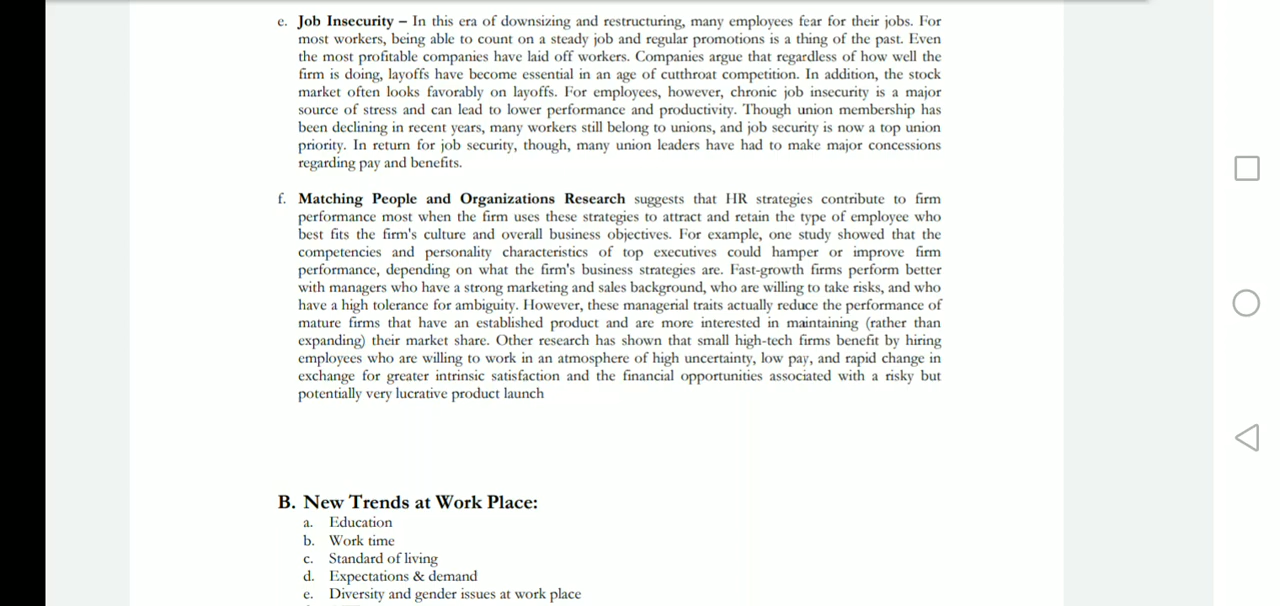 e. Job Insecurity – In this era of downsizing and restructuring, many employees fear for their jobs. For
most workers, being able to count on a steady job and regular promotions is a thing of the past. Even
the most profitable companies have laid off workers. Companies argue that regardless of how well the
firm is doing, layoffs have become essential in an age of cutthroat competition. In addition, the stock
market often looks favorably on layoffs. For employees, however, chronic job insecurity is a major
source of stress and can lead to lower performance and productivity. Though union membership has
been declining in recent years, many workers still belong to unions, and job security is now a top union
priority. In return for job security, though, many union leaders have had to make major concessions
regarding pay and benefits.
f. Matching People and Organizations Research suggests that HR strategies contribute to firm
performance most when the firm uses these strategies to attract and retain the type of employee who
best fits the firm's culture and overall business objectives. For example, one study showed that the
competencies and personality characteristics of top executives could hamper or improve firm
performance, depending on what the firm's business strategies are. Fast-growth firms perform better
with managers who have a strong marketing and sales background, who are willing to take risks, and who
have a high tolerance for ambiguity. However, these managerial traits actually reduce the performance of
mature firms that have an established product and are more interested in maintaining (rather than
expanding) their market share. Other research has shown that small high-tech firms benefit by hiring
employees who are willing to work in an atmosphere of high uncertainty, low pay, and rapid change in
exchange for greater intrinsic satisfaction and the financial opportunities associated with a risky but
potentially very lucrative product launch
B. New Trends at Work Place:
a. Education
b. Work time
c. Standard of living
d. Expectations & demand
e. Diversity and gender issues at work place